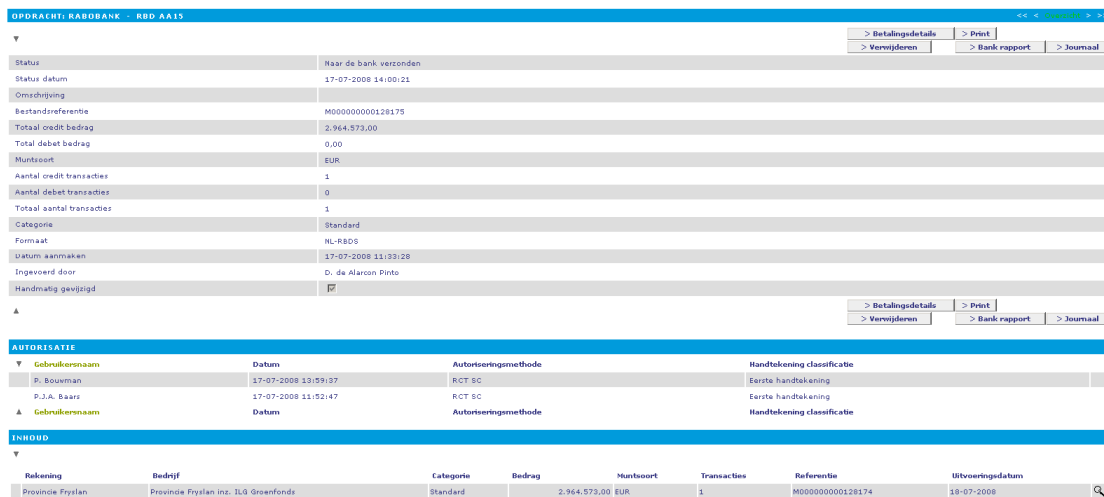 OPDRACHT: RABOBANK - RBD AA15 << < > >
> Betalingsdetails > Print
> Verwijderen > Bank rapport > Journaal
Status Naar de bank verzonden
Status datum 17-07-2008 14:00:21
Omschrijving
Bestandsreferentie M000000000128175
Totaal credit bedrag 2.964.573,00
Total debet bedrag 0,00
Muntsoort EUR
Aantal credit transacties 1
Aantal debet transacties 0
Totaal aantal transacties 1
Categorie Standard
Formaat NL-RBDS
Datum aanmaken 17-07-2008 11:33:28
Ingevoerd door D. de Alarcon Pinto
Handmatig gevijzigd
> Betalingsdetails > Print
> Verwijderen > Bank rapport > Journaal
AUTORISATIE
Gebruikersnaam Datum Autoriseringsmethode Handtekening classificatie
P. Bouwman 17-07-2008 13:59:37 RCT SC Eerste handtekening
P.J.A. Baars 17-07-2008 11:52:47 RCT SC Eerste handtekening
Gebruikersnaam Datum Autoriseringsmethode Handtekening classificatie
INHOUD
Rekening Bedrijf Categorie Bedrag Muntsoort Transacties Referentie Uitvoeringsdatum
Provincie Fryslan Provincie Fryslan inz. ILG Groenfonds Standard 2.964.573,00 EUR 1 M000000000128174 18-07-2008